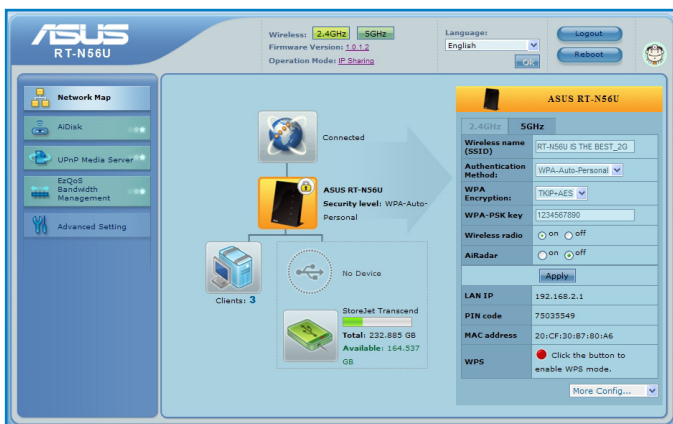 ASUS
RT-N56U
Wireless: 2.4GHz 5GHz
Firmware Version: 1.0.1.2
Operation Mode: IP Sharing
Language:
English
OK
Logout
Reboot
Network Map
AiDisk
UPnP Media Server
EzQoS
Bandwidth
Management
Advanced Setting
Connected
ASUS RT-N56U
Security level: WPA-Auto-
Personal
Clients: 3
No Device
StoreJet Transcend
Total: 232.885 GB
Available: 164.537
GB
ASUS RT-N56U
2.4GHz 5GHz
Wireless name
(SSID)
RT-N56U IS THE BEST_2G
Authentication
Method:
WPA-Auto-Personal
WPA
Encryption:
TKIP+AES
WPA-PSK key
1234567890
Wireless radio
on off
AiRadar
on off
Apply
LAN IP
192.168.2.1
PIN code
75035549
MAC address
20:CF:30:B7:80:A6
WPS
Click the button to
enable WPS mode.
More Config...